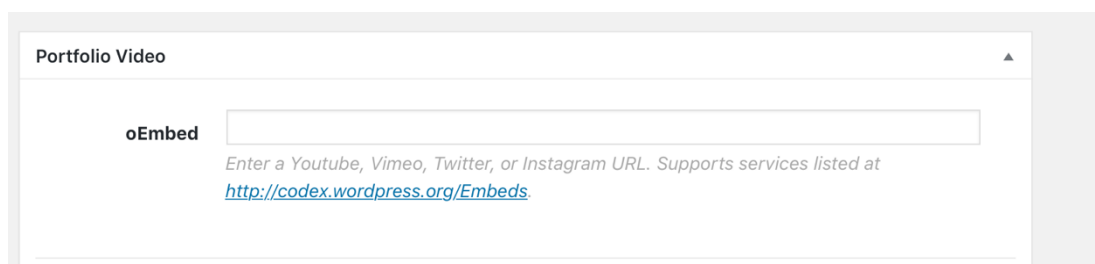 Portfolio Video
oEmbed
Enter a Youtube, Vimeo, Twitter, or Instagram URL. Supports services listed at
http://codex.wordpress.org/Embeds.